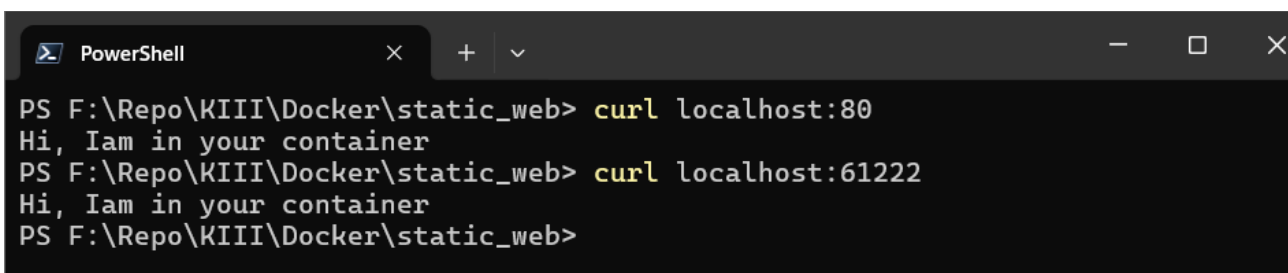 PowerShell
PS F:\Repo\KIII\Docker\static_web> curl localhost:80
Hi, Iam in your container
PS F:\Repo\KIII\Docker\static_web> curl localhost:61222
Hi, Iam in your container
PS F:\Repo\KIII\Docker\static_web>